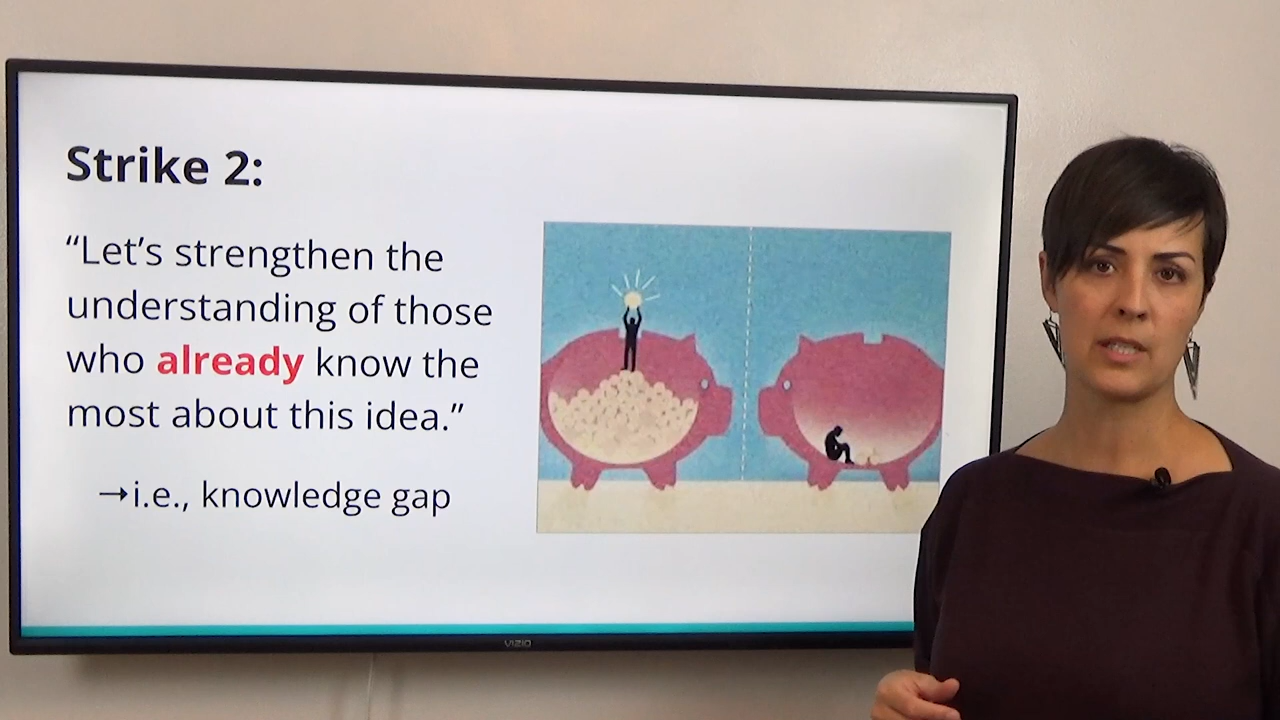 Strike 2:
“Let’s strengthen the
understanding of those
who already know the
most about this idea.”
→i.e., knowledge gap
VIZIO